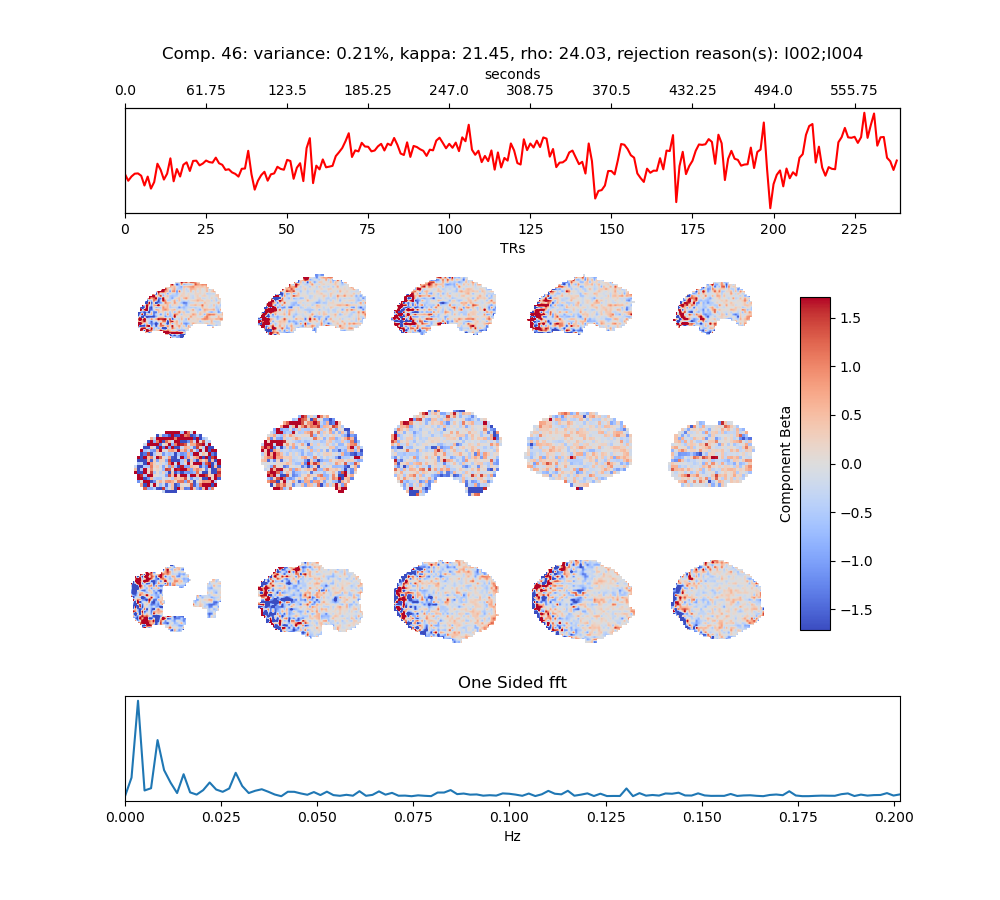 Comp. 46: variance: 0.21%, kappa: 21.45, rho: 24.03, rejection reason(s): I002;I004
seconds
0.0 61.75 123.5 185.25 247.0 308.75 370.5 432.25 494.0 555.75
0 25 50 75 100 125 150 175 200 225
TRs
1.5
1.0
0.5
0.0
−0.5
−1.0
−1.5
Component Beta
One Sided fft
0.000 0.025 0.050 0.075 0.100 0.125 0.150 0.175 0.200
Hz